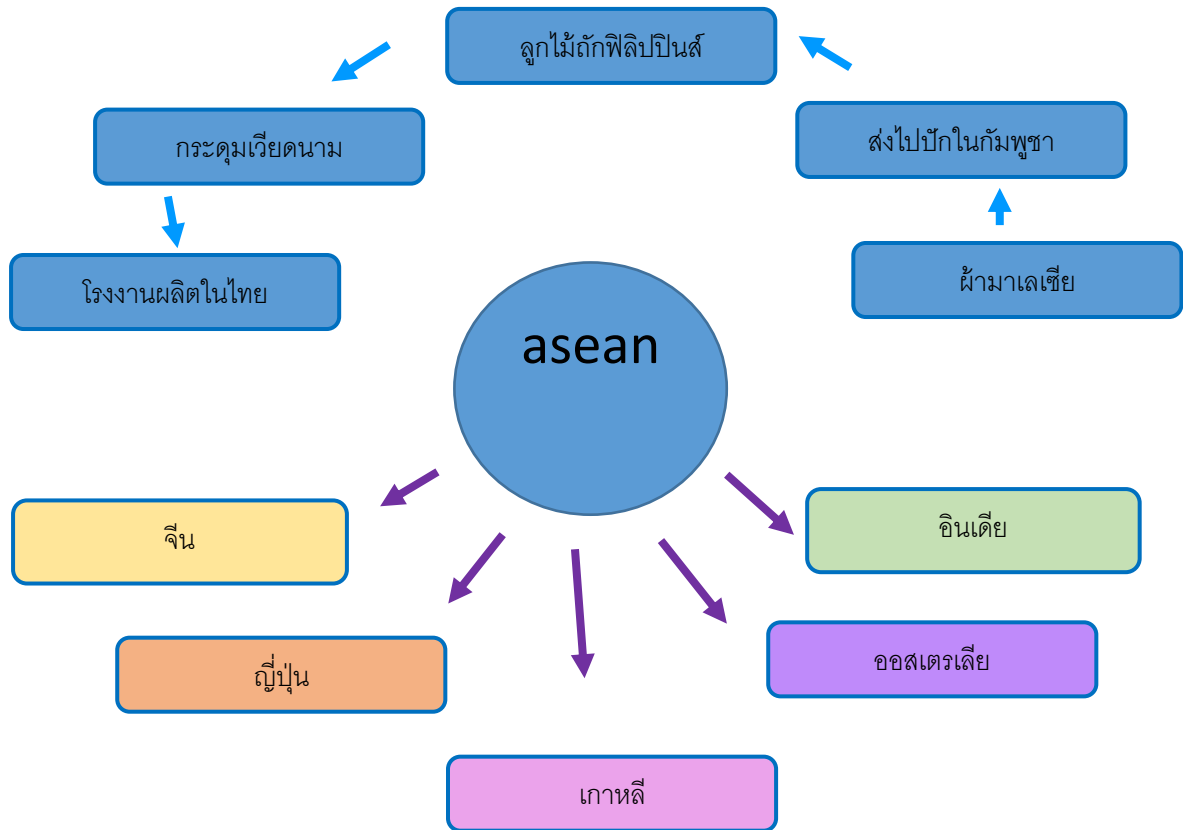 ลูกไม้ถักฟิลิปปินส์
กระดุมเวียดนาม
ส่งไปปักในกัมพูชา
โรงงานผลิตในไทย
ผ้ามาเลเซีย
asean
จีน
อินเดีย
ญี่ปุ่น
ออสเตรเลีย
เกาหลี